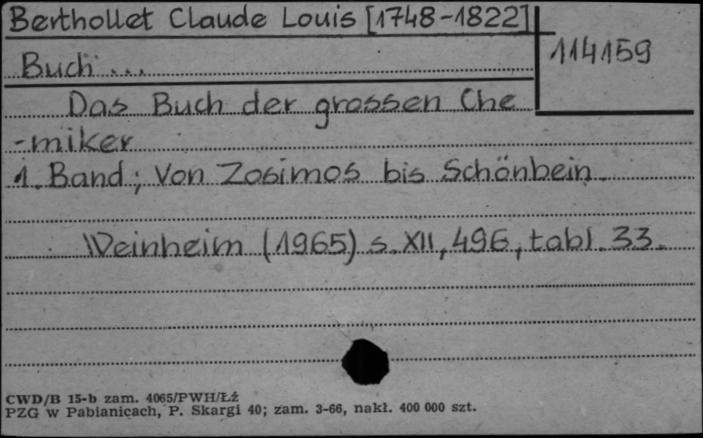 Berthollet Claude Louis [1748-1822]
114159
Buch ...
Das Buch der grossen Che
-miker
1. Band; Von Zosimos bis Schönbein.
Weinheim (1965) s. XII, 496, tabl. 33.
CWD/B 15-b zam. 4065/PWH/Łź
PZG w Pabianicach, P. Skargi 40; zam. 3-66, nakł. 400 000 szt.